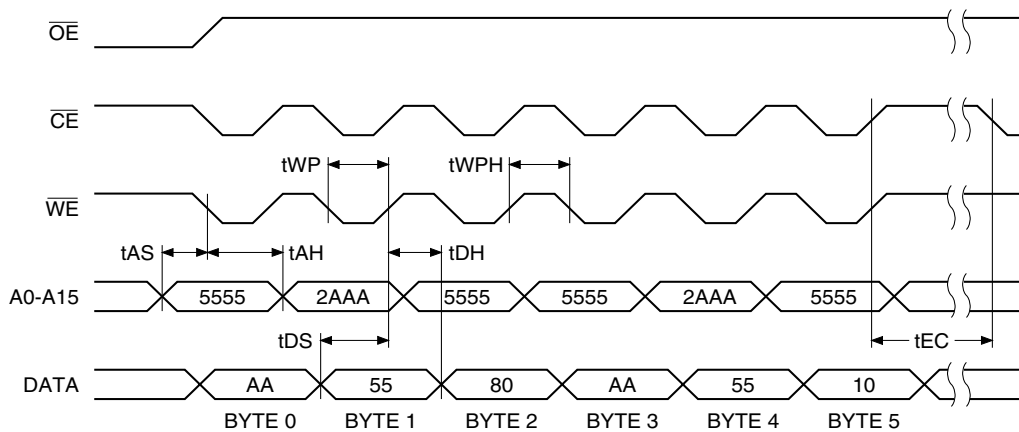 OE
CE
tWP
tWPH
WE
tAS
tAH
tDH
A0-A15
5555
2AAA
5555
5555
2AAA
5555
tDS
tEC
DATA
AA
55
80
AA
55
10
BYTE 0
BYTE 1
BYTE 2
BYTE 3
BYTE 4
BYTE 5